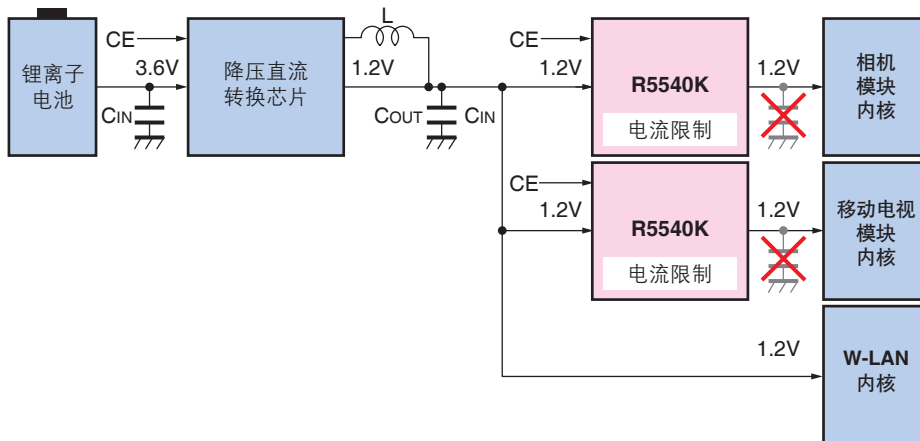 L
CE
CE
锂离子
电池
3.6V
CIN
降压直流
转换芯片
1.2V
COUT
CIN
1.2V
R5540K
电流限制
1.2V
相机
模块
内核
CE
1.2V
R5540K
电流限制
1.2V
移动电视
模块
内核
1.2V
W-LAN
内核